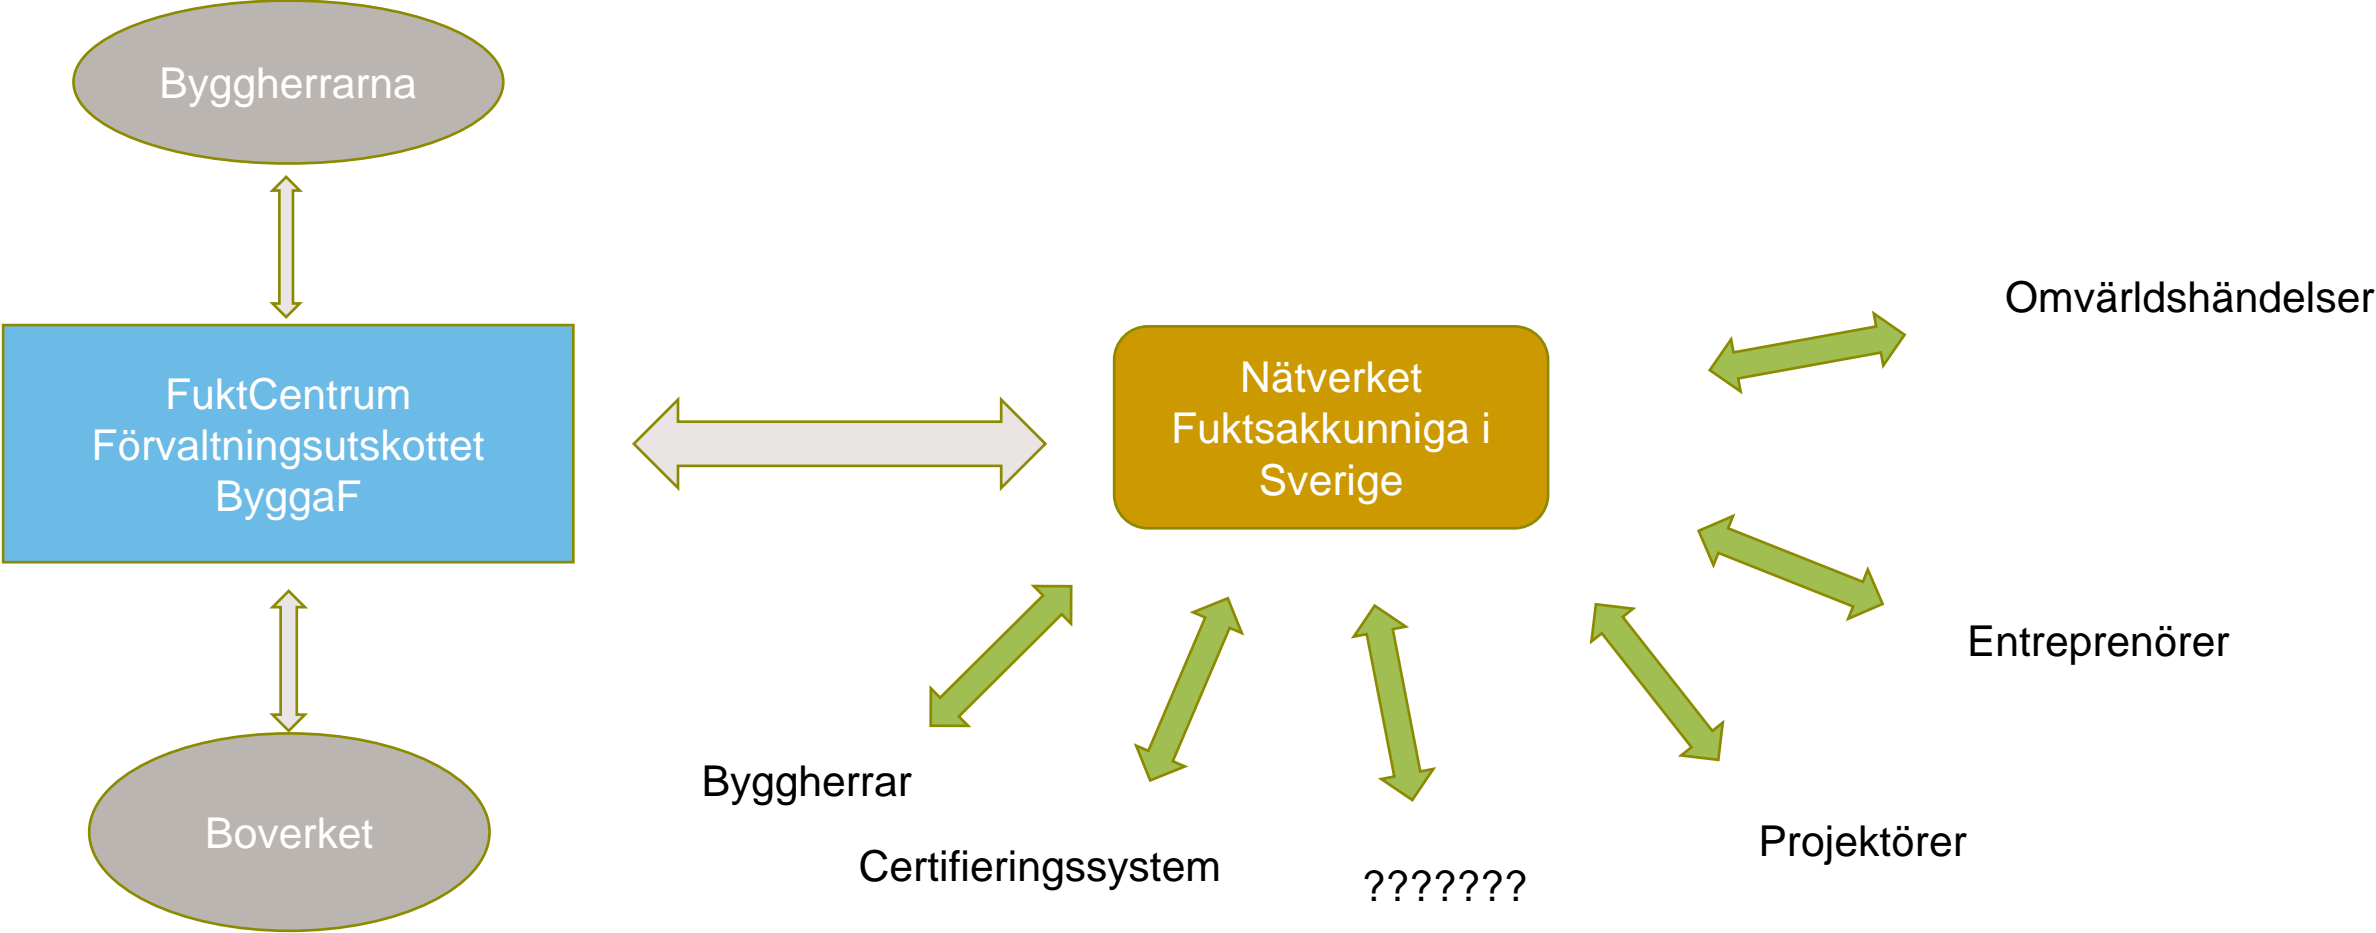 Byggherrarna
FuktCentrum
Förvaltningsutskottet
ByggaF
Boverket
Nätverket
Fuktsakkunniga i
Sverige
Omvärldshändelser
Entreprenörer
Projektörer
???????
Certifieringssystem
Byggherrar